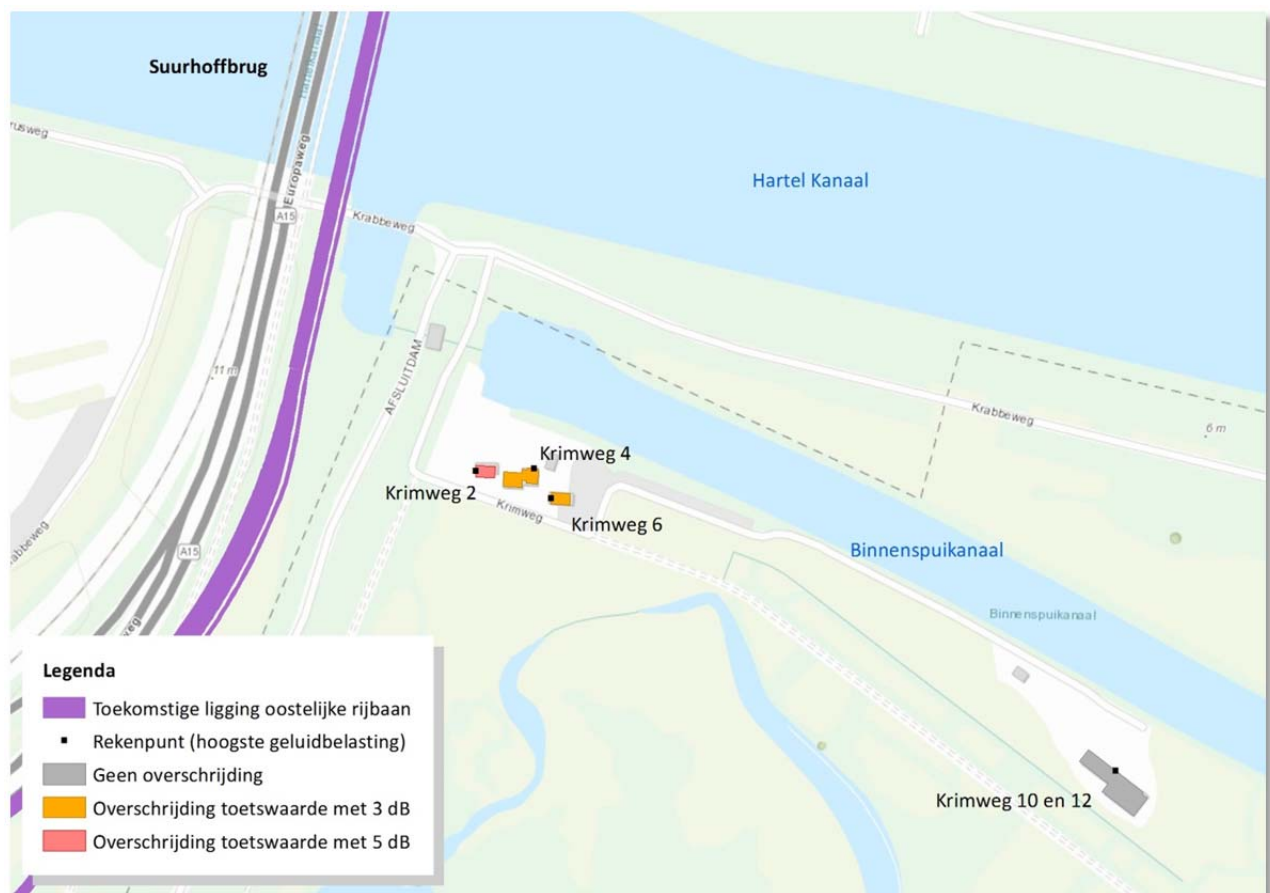 Suurhoffbrug
Hartelkanaal
Hartel Kanaal
Europaweg
A15
Krabbeweg
AFSLUITDAM
11 m
Krabbeweg
6 m
Krimweg 4
Krimweg 2
Krimweg
Krimweg 6
A15
Binnenspuikanaal
Binnenspuikanaal
Krimweg 10 en 12
Legenda
Toekomstige ligging oostelijke rijbaan
Rekenpunt (hoogste geluidbelasting)
Geen overschrijding
Overschrijding toetswaarde met 3 dB
Overschrijding toetswaarde met 5 dB